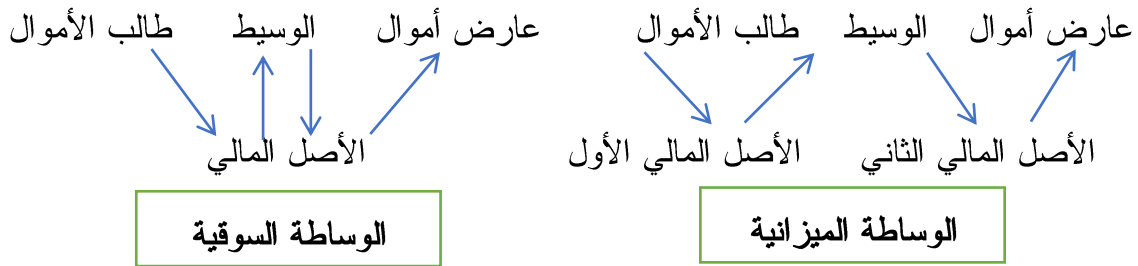 عارض أموال الوسيط طالب الأموال
الأصل المالي الثاني الأصل المالي الأول
الوساطة الميزانية
عارض أموال الوسيط طالب الأموال
الأصل المالي
الوساطة السوقية